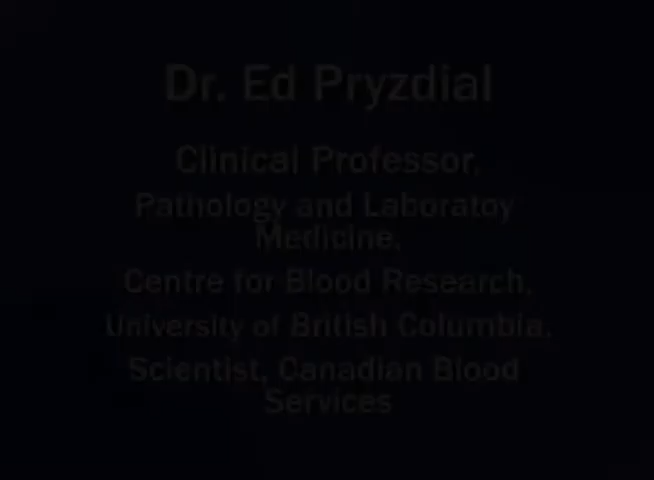 Dr. Ed Pryzdial
Clinical Professor,
Pathology and Laboratoy
Medicine,
Centre for Blood Research,
University of British Columbia,
Scientist, Canadian Blood
Services